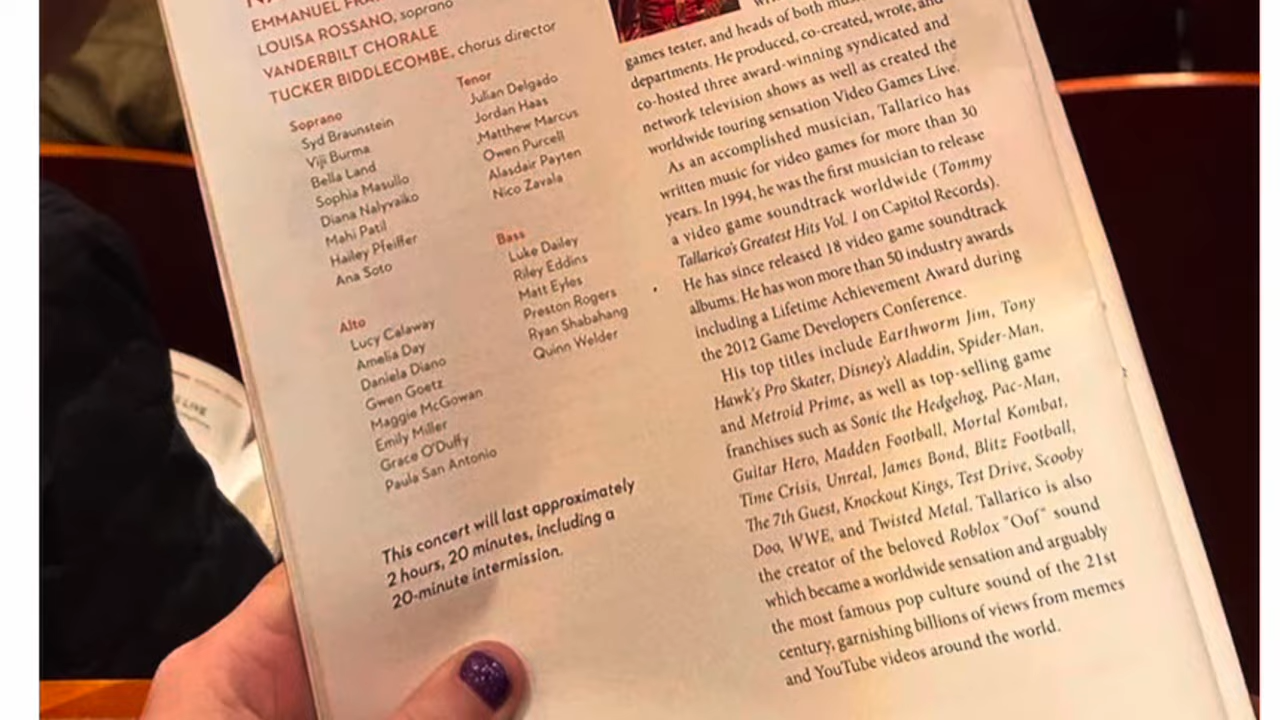 EMMANUEL
LOUISA ROSSANO, soprano
VANDERBILT CHORALE
TUCKER BIDDLECOMBE, chorus director
Soprano
Syd Braunstein
Viji Burma
Bella Land
Sophia Masullo
Diana Nalyvaiko
Mahi Patil
Hailey Pfeiffer
Ana Soto
Alto
Lucy Calaway
Amelia Day
Daniela Diano
Gwen Goetz
Maggie McGowan
Emily Miller
Grace O'Duffy
Paula San Antonio
Tenor
Julian Delgado
Jordan Haas
Matthew Marcus
Owen Purcell
Alasdair Payten
Nico Zavala
Bass
Luke Dailey
Riley Eddins
Matt Eyles
Preston Rogers
Ryan Shabahang
Quinn Welder
This concert will last approximately
2 hours, 20 minutes, including a
20-minute intermission.
games tester, and heads of both
departments. He produced, co-created, wrote, and
co-hosted three award-winning syndicated and
network television shows as well as created the
worldwide touring sensation Video Games Live.
As an accomplished musician, Tallarico has
written music for video games for more than 30
years. In 1994, he was the first musician to release
a video game soundtrack worldwide (Tommy
Tallarico's Greatest Hits Vol. 1 on Capitol Records).
He has since released 18 video game soundtrack
albums. He has won more than 50 industry awards
including a Lifetime Achievement Award during
the 2012 Game Developers Conference.
His top titles include Earthworm Jim, Tony
Hawk's Pro Skater, Disney's Aladdin, Spider-Man,
and Metroid Prime, as well as top-selling game
franchises such as Sonic the Hedgehog, Pac-Man,
Guitar Hero, Madden Football, Mortal Kombat,
Time Crisis, Unreal, James Bond, Blitz Football,
The 7th Guest, Knockout Kings, Test Drive, Scooby
Doo, WWE, and Twisted Metal. Tallarico is also
the creator of the beloved Roblox "Oof" sound
which became a worldwide sensation and arguably
the most famous pop culture sound of the 21st
century, garnishing billions of views from memes
and YouTube videos around the world.